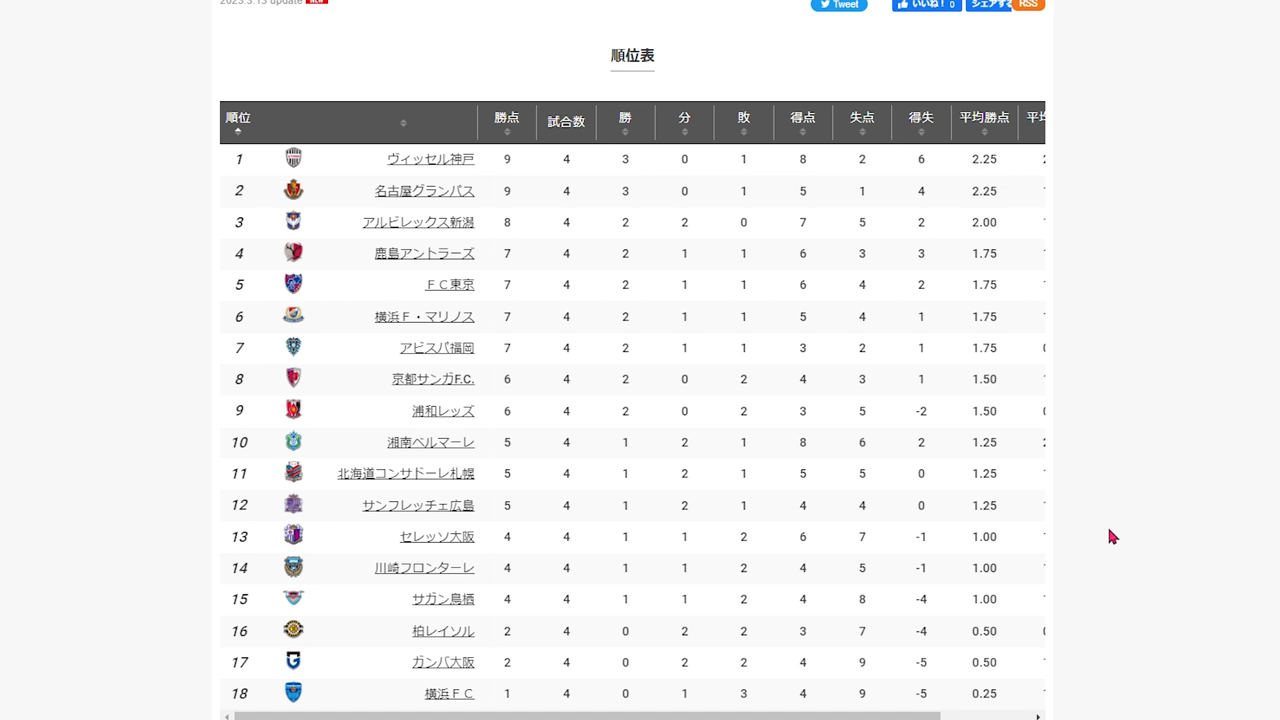 2023.3.13 update NEW
Tweet いいね！ 0 シェアする RSS
順位表
順位 勝点 試合数 勝 分 敗 得点 失点 得失 平均勝点
1 ヴィッセル神戸 9 4 3 0 1 8 2 6 2.25
2 名古屋グランパス 9 4 3 0 1 5 1 4 2.25
3 アルビレックス新潟 8 4 2 2 0 7 5 2 2.00
4 鹿島アントラーズ 7 4 2 1 1 6 3 3 1.75
5 ＦＣ東京 7 4 2 1 1 6 4 2 1.75
6 横浜Ｆ・マリノス 7 4 2 1 1 5 4 1 1.75
7 アビスパ福岡 7 4 2 1 1 3 2 1 1.75
8 京都サンガF.C. 6 4 2 0 2 4 3 1 1.50
9 浦和レッズ 6 4 2 0 2 3 5 -2 1.50
10 湘南ベルマーレ 5 4 1 2 1 8 6 2 1.25
11 北海道コンサドーレ札幌 5 4 1 2 1 5 5 0 1.25
12 サンフレッチェ広島 5 4 1 2 1 4 4 0 1.25
13 セレッソ大阪 4 4 1 1 2 6 7 -1 1.00
14 川崎フロンターレ 4 4 1 1 2 4 5 -1 1.00
15 サガン鳥栖 4 4 1 1 2 4 8 -4 1.00
16 柏レイソル 2 4 0 2 2 3 7 -4 0.50
17 ガンバ大阪 2 4 0 2 2 4 9 -5 0.50
18 横浜ＦＣ 1 4 0 1 3 4 9 -5 0.25